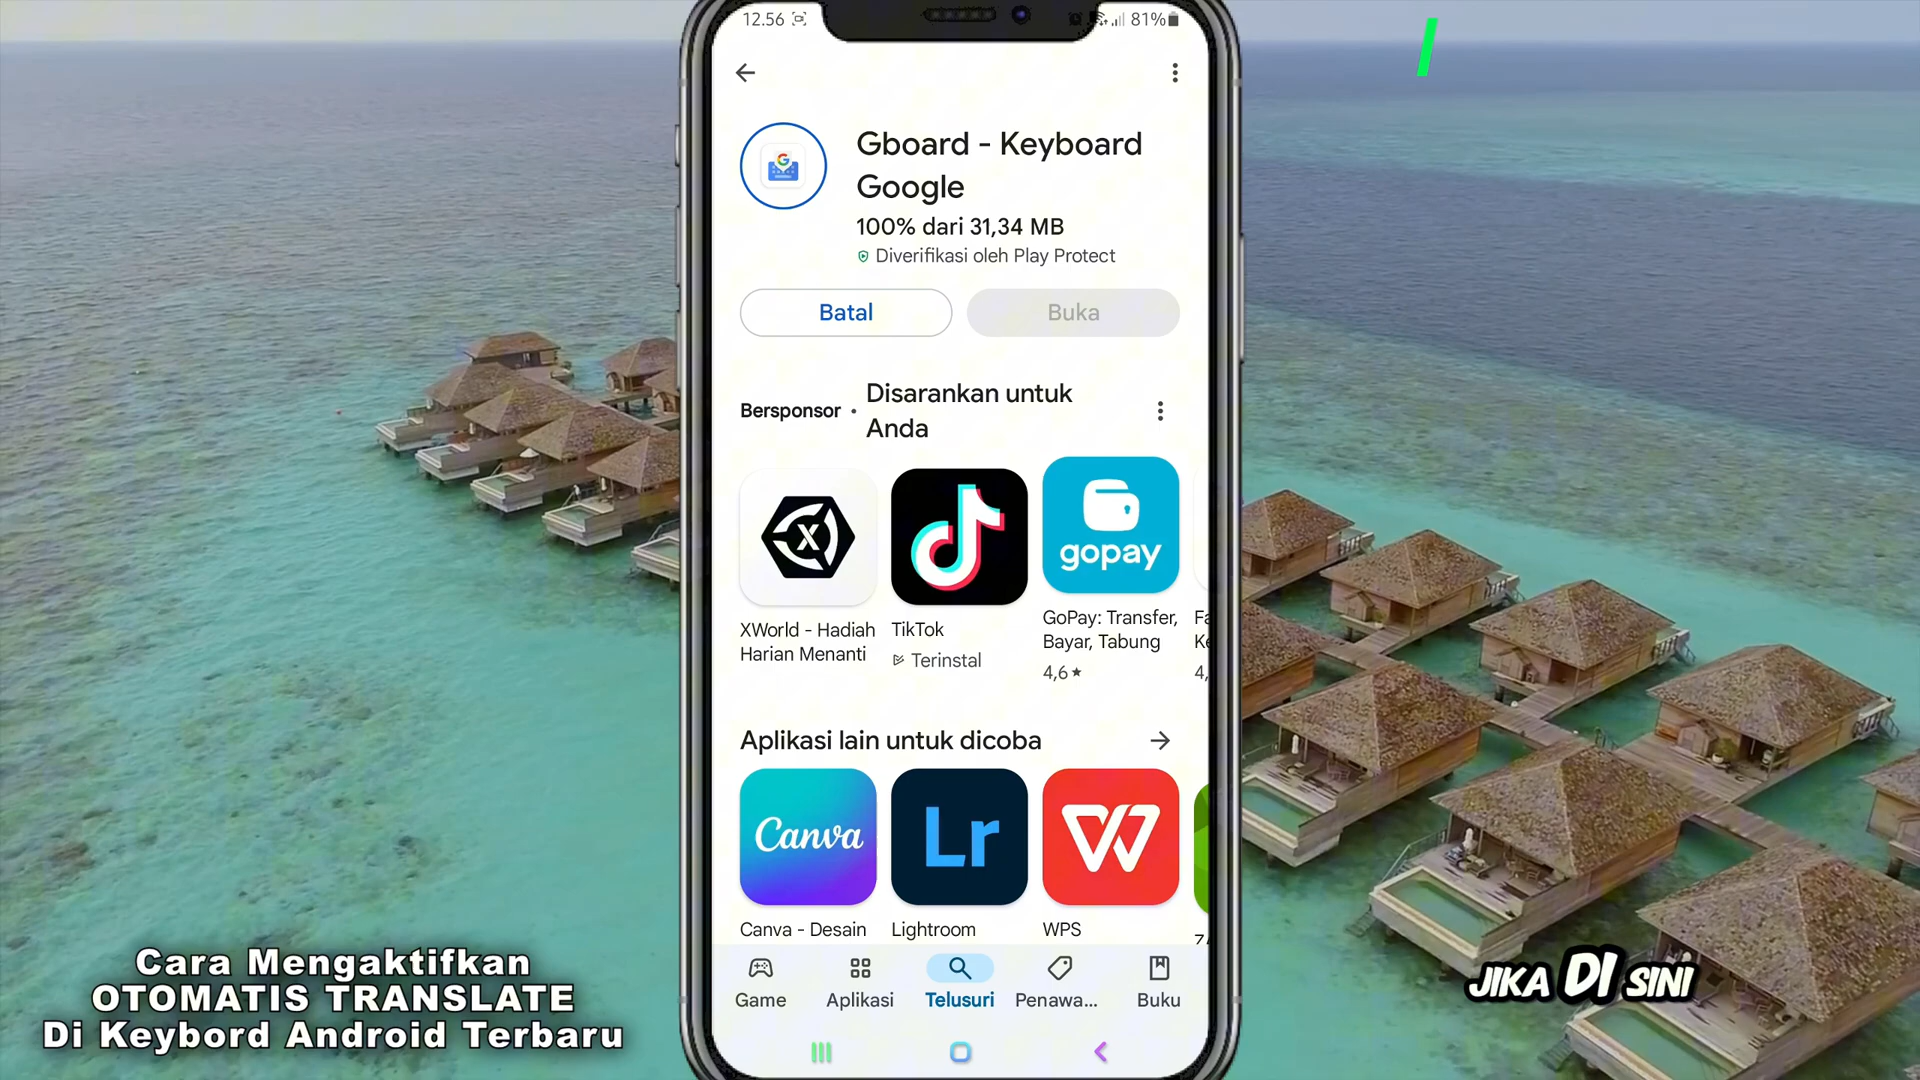 12.56
81%
Gboard - Keyboard
Google
100% dari 31,34 MB
Diverifikasi oleh Play Protect
Batal
Buka
Bersponsor •
Disarankan untuk
Anda
gopay
XWorld - Hadiah
Harian Menanti
TikTok
Terinstal
GoPay: Transfer,
Bayar, Tabung
4,6★
Fa
Ke
4,
Aplikasi lain untuk dicoba
Canva
Lr
Canva - Desain
Lightroom
WPS
Game
Aplikasi
Telusuri
Penawa...
Buku
Cara Mengaktifkan
OTOMATIS TRANSLATE
Di Keybord Android Terbaru
JIKA DI SINI